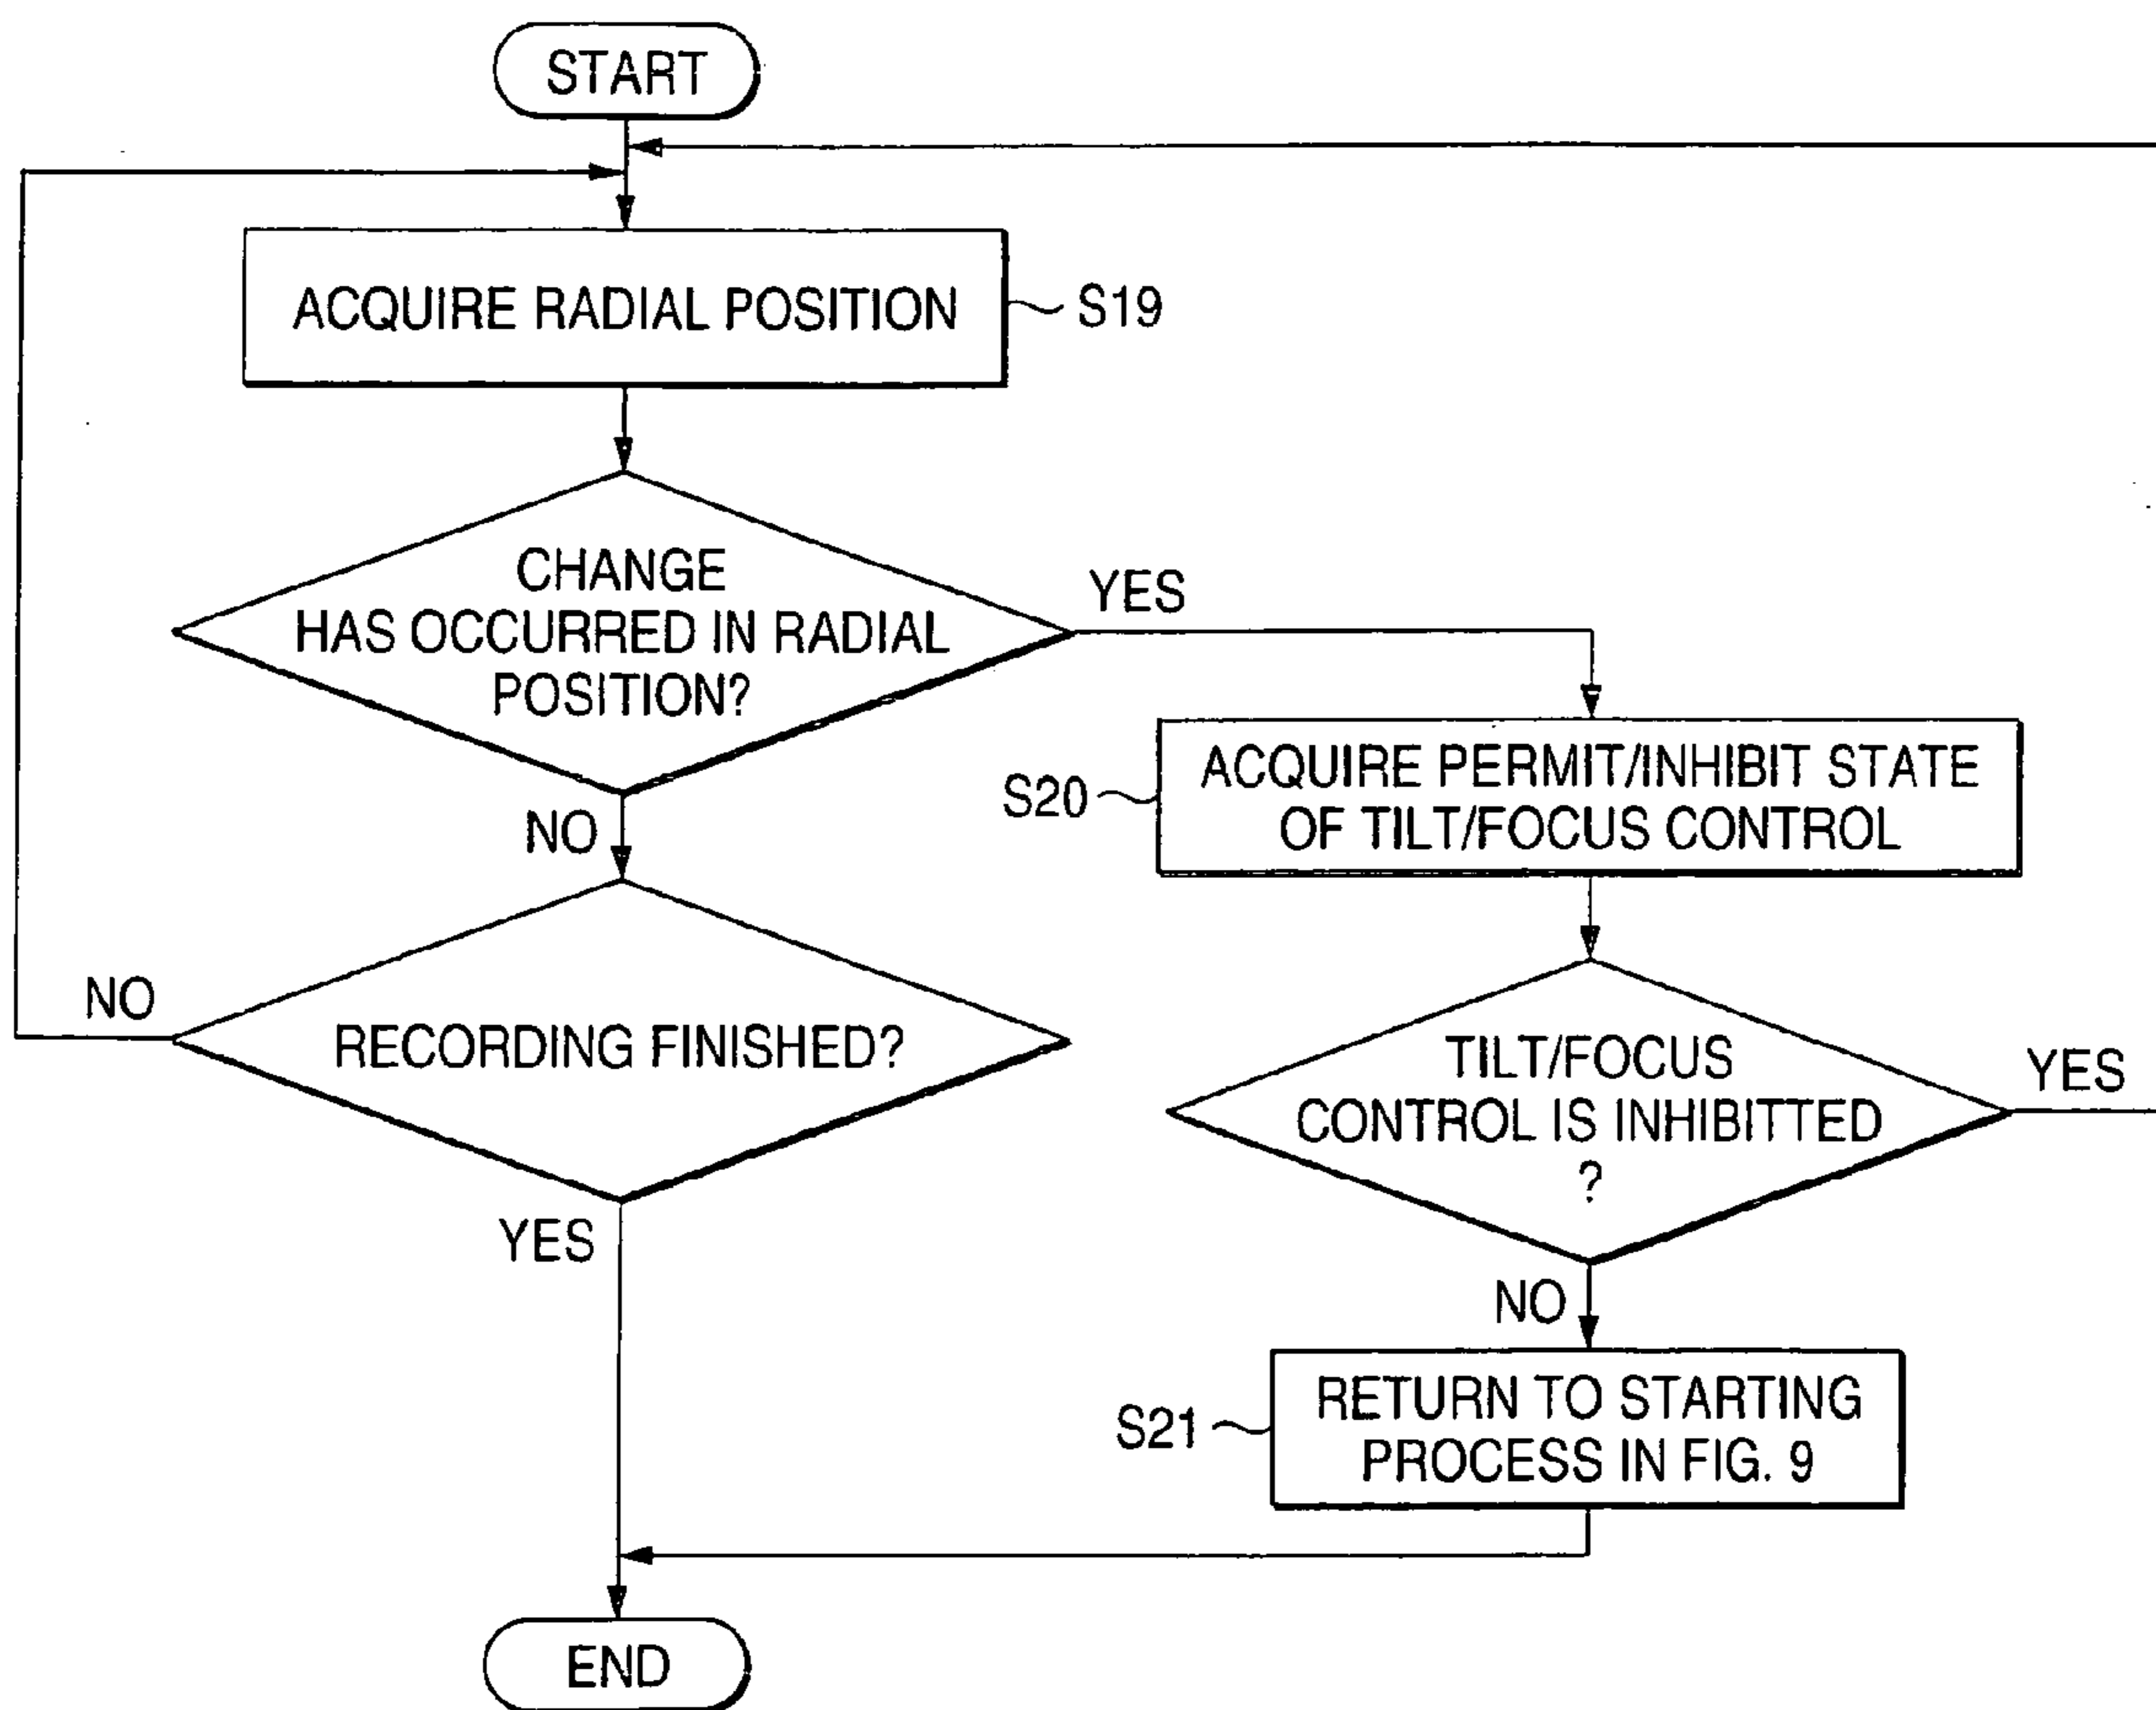 START
ACQUIRE RADIAL POSITION
S19
CHANGE
HAS OCCURRED IN RADIAL
POSITION?
YES
NO
S20
ACQUIRE PERMIT/INHIBIT STATE
OF TILT/FOCUS CONTROL
RECORDING FINISHED?
NO
YES
TILT/FOCUS
CONTROL IS INHIBITTED
?
YES
NO
S21
RETURN TO STARTING
PROCESS IN FIG. 9
END